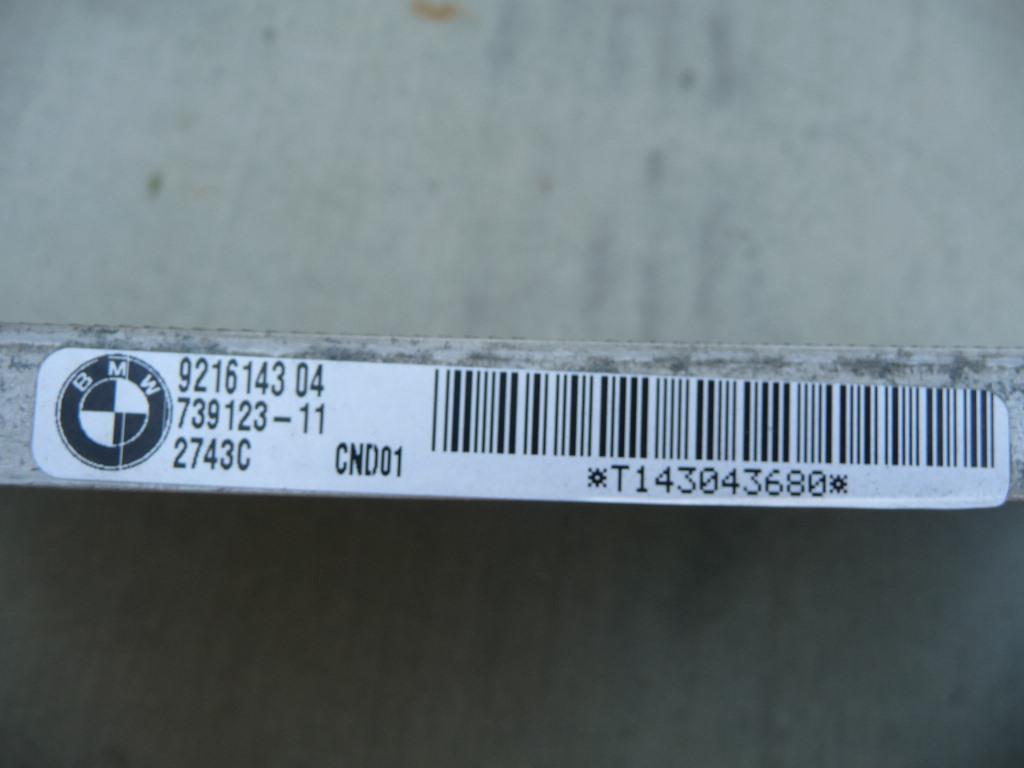 BMW
9216143 04
739123-11
2743C CND01
*T143043680*